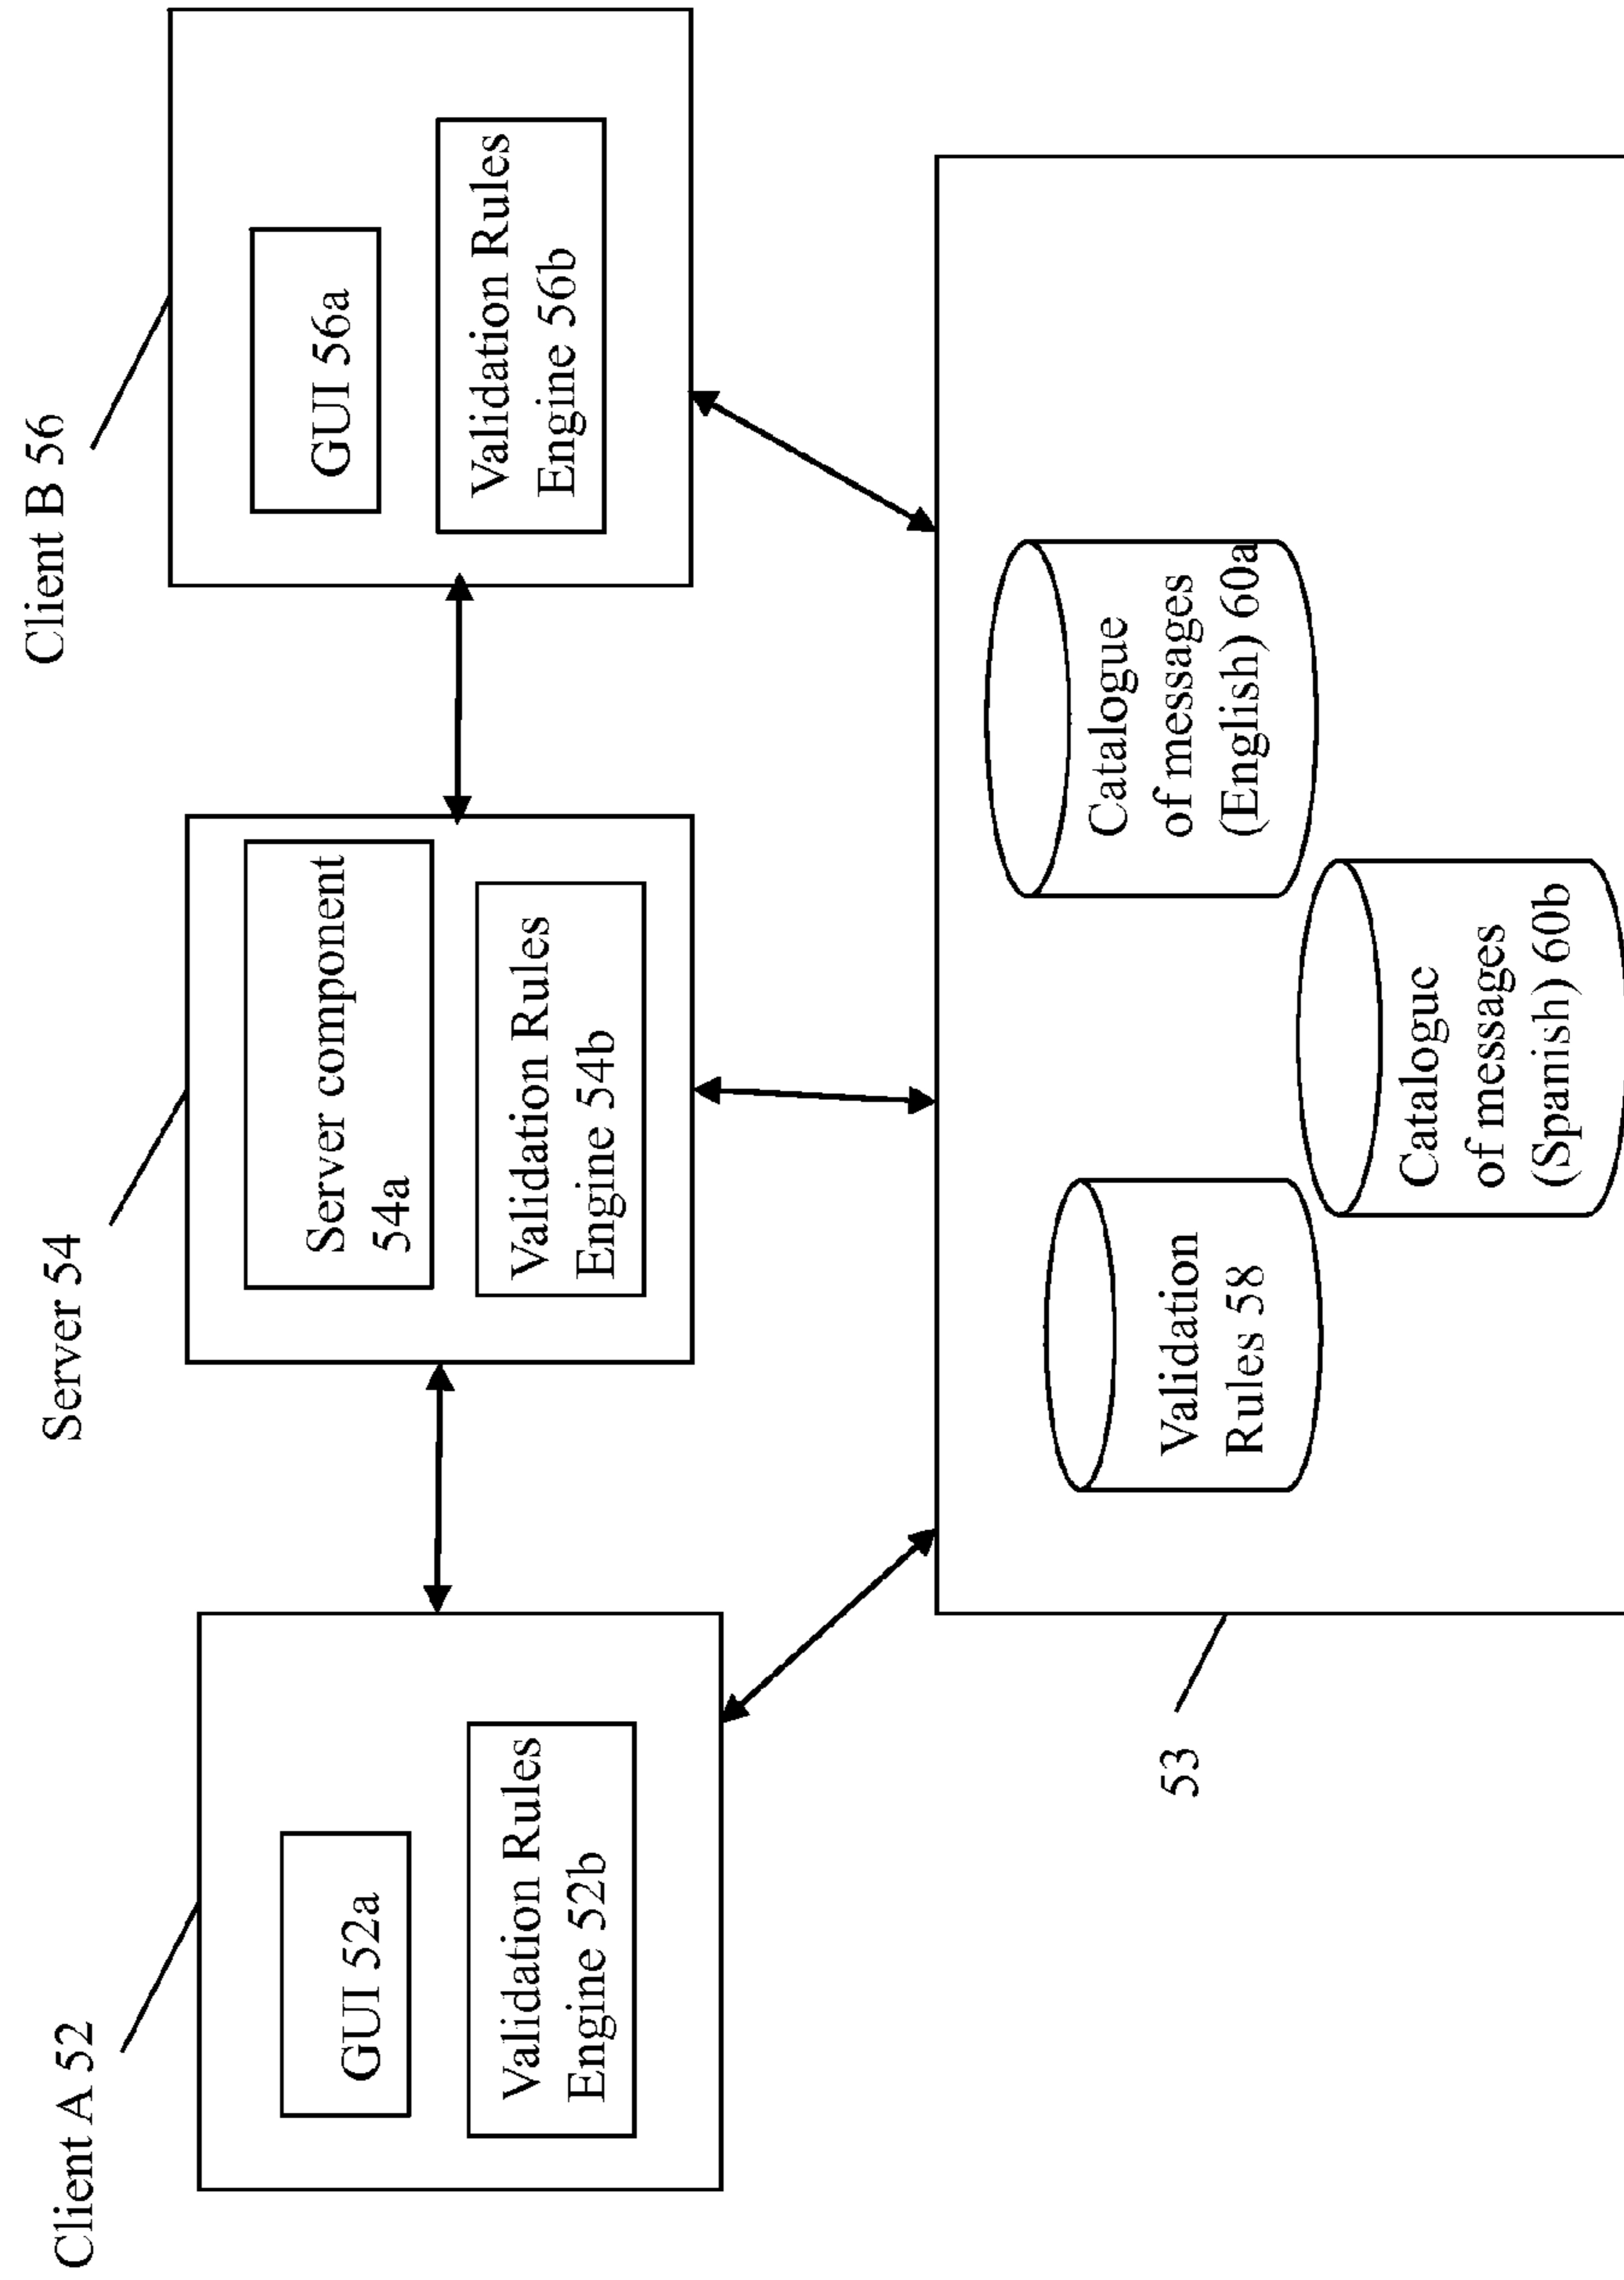 Client A 52
GUI 52a
Validation Rules
Engine 52b
Server 54
Server component
54a
Validation Rules
Engine 54b
Client B 56
GUI 56a
Validation Rules
Engine 56b
53
Validation
Rules 58
Catalogue
of messages
(Spanish) 60b
Catalogue
of messages
(English) 60a